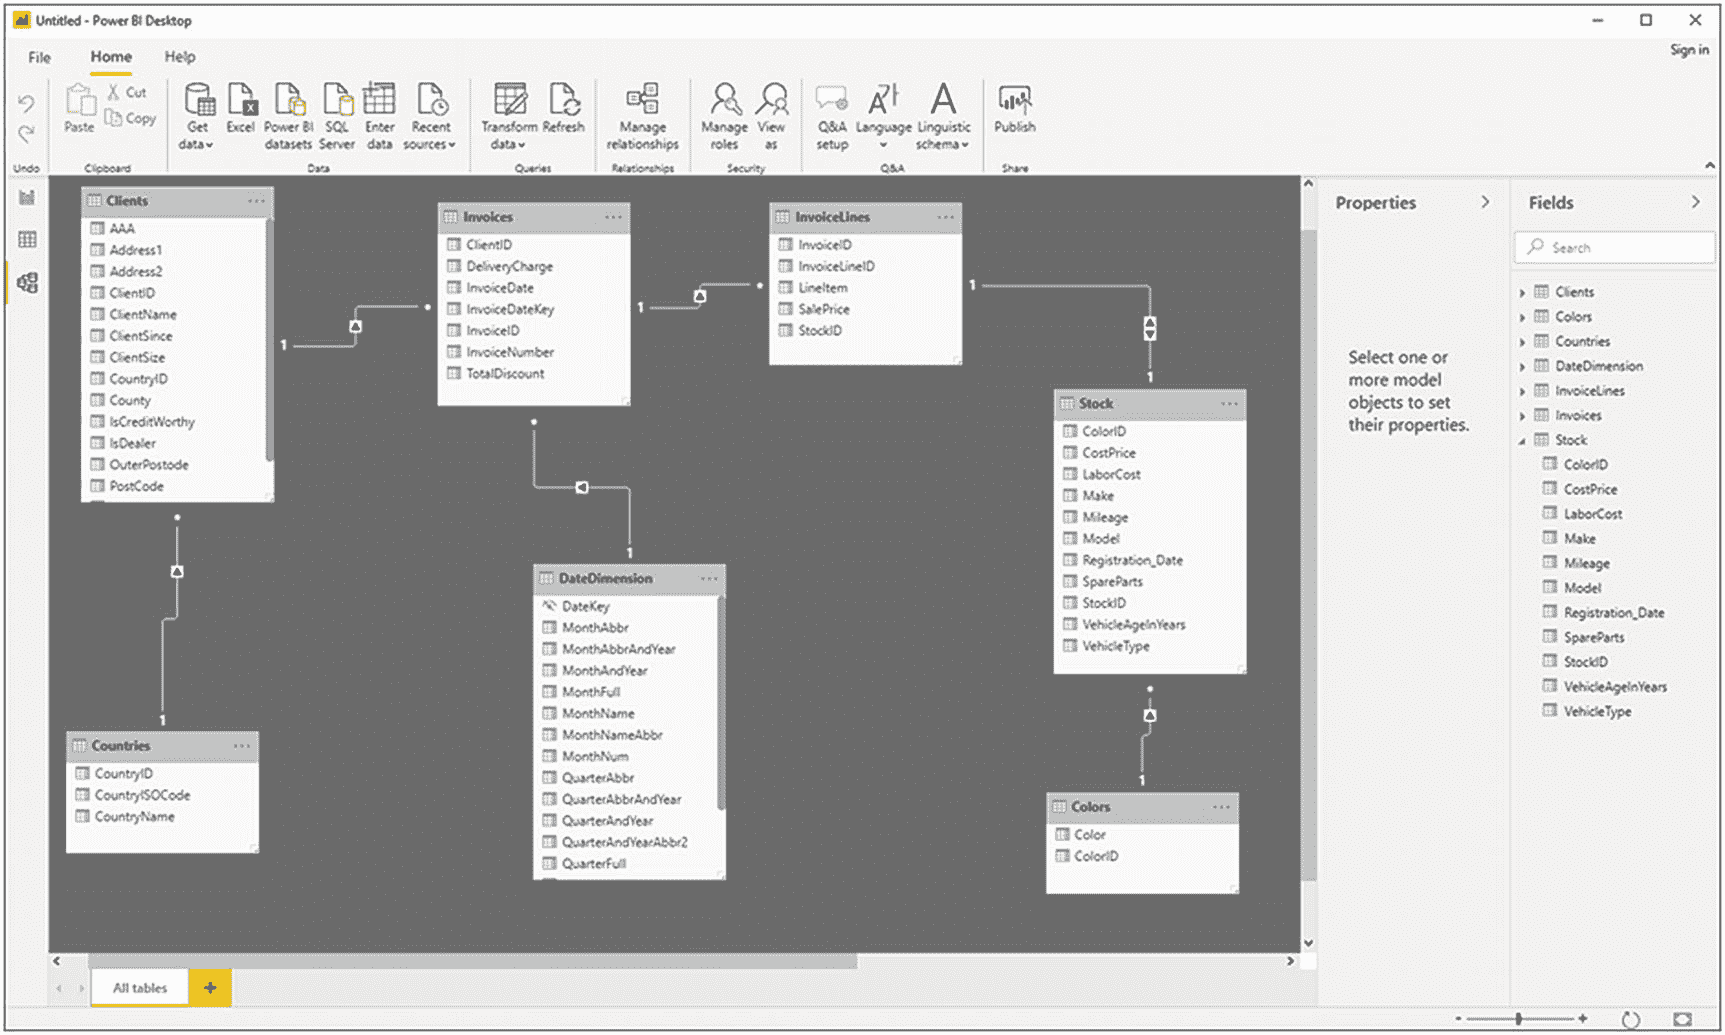 Untitled - Power BI Desktop
File Home Help
Sign in
Paste
Cut
Copy
Get data
Excel
Power BI datasets
SQL Server
Enter data
Recent sources
Transform data
Refresh
Manage relationships
Manage roles
View as
Q&A setup
Language
Linguistic schema
Publish
Undo
Clipboard
Data
Queries
Relationships
Security
Q&A
Share
Clients
AAA
Address1
Address2
ClientID
ClientName
ClientSince
ClientSize
CountryID
County
IsCreditWorthy
IsDealer
OuterPostode
PostCode
1
Invoices
ClientID
DeliveryCharge
InvoiceDate
InvoiceDateKey
InvoiceID
InvoiceNumber
TotalDiscount
1
InvoiceLines
InvoiceID
InvoiceLineID
LineItem
SalePrice
StockID
1
1
Stock
ColorID
CostPrice
LaborCost
Make
Mileage
Model
Registration_Date
SpareParts
StockID
VehicleAgeInYears
VehicleType
1
DateDimension
DateKey
MonthAbbr
MonthAbbrAndYear
MonthAndYear
MonthFull
MonthName
MonthNameAbbr
MonthNum
QuarterAbbr
QuarterAbbrAndYear
QuarterAndYear
QuarterAndYearAbbr2
QuarterFull
1
Countries
CountryID
CountryISOCode
CountryName
1
Colors
Color
ColorID
Properties
Select one or
more model
objects to set
their properties.
Fields
Search
Clients
Colors
Countries
DateDimension
InvoiceLines
Invoices
Stock
ColorID
CostPrice
LaborCost
Make
Mileage
Model
Registration_Date
SpareParts
StockID
VehicleAgeInYears
VehicleType
All tables
+
- +